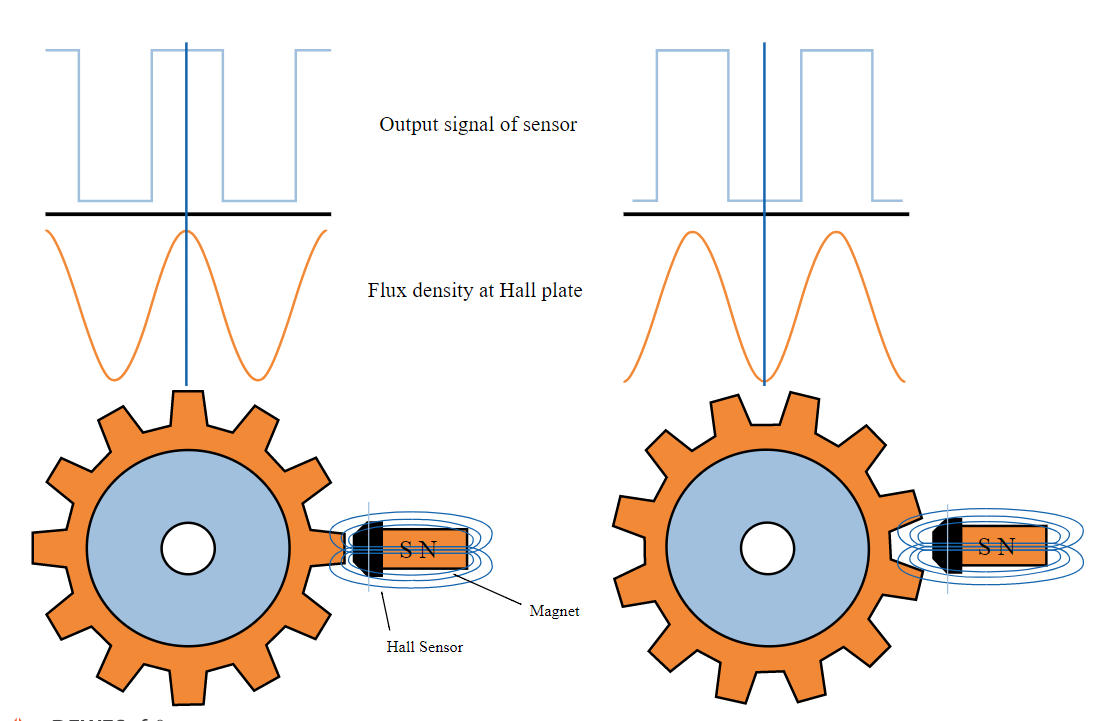 Output signal of sensor
Flux density at Hall plate
S N
S N
Magnet
Hall Sensor